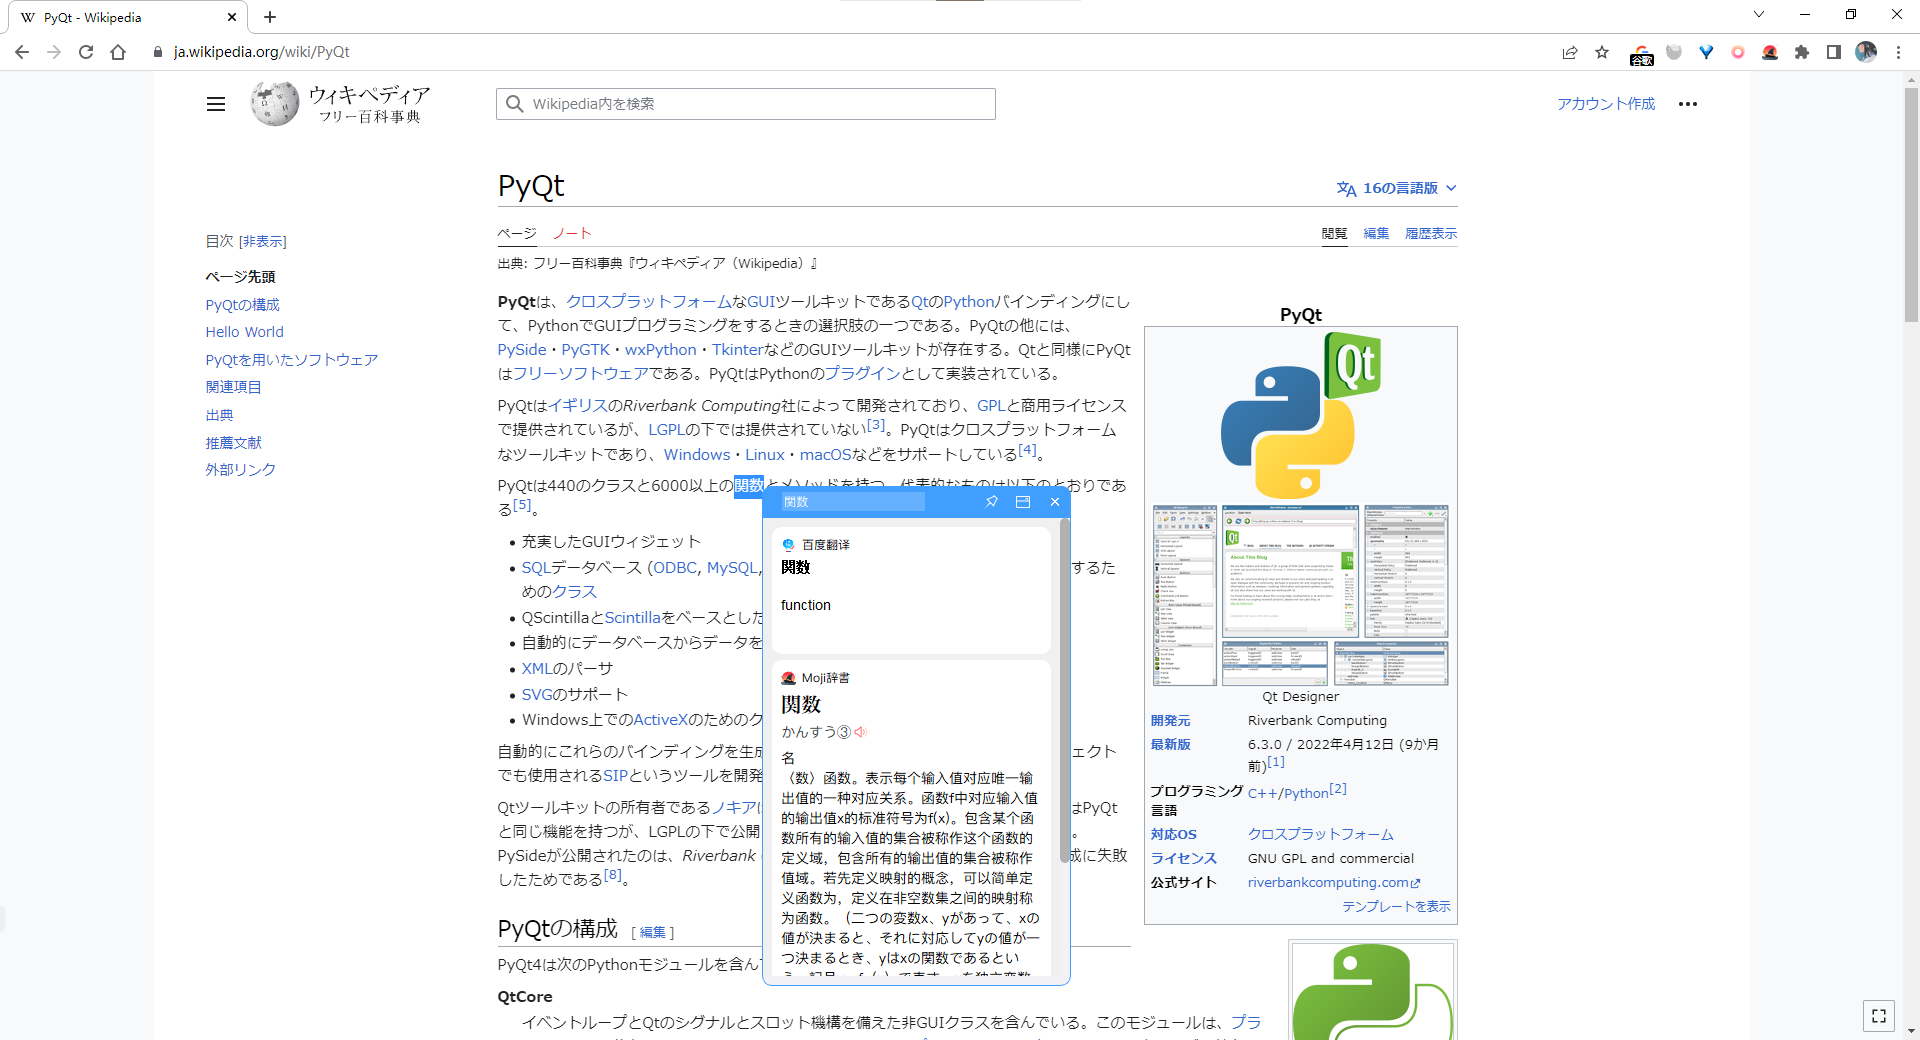 PyQt - Wikipedia
ja.wikipedia.org/wiki/PyQt
谷歌
ウィキペディア
フリー百科事典
Wikipedia内を検索
アカウント作成
PyQt
16の言語版
ページ ノート
閲覧 編集 履歴表示
出典: フリー百科事典『ウィキペディア（Wikipedia）』
目次 [非表示]
ページ先頭
PyQtの構成
Hello World
PyQtを用いたソフトウェア
関連項目
出典
推薦文献
外部リンク
PyQtは、クロスプラットフォームなGUIツールキットであるQtのPythonバインディングにし
て、PythonでGUIプログラミングをするときの選択肢の一つである。PyQtの他には、
PySide・PyGTK・wxPython・TkinterなどのGUIツールキットが存在する。Qtと同様にPyQt
はフリーソフトウェアである。PyQtはPythonのプラグインとして実装されている。
PyQtはイギリスのRiverbank Computing社によって開発されており、GPLと商用ライセンス
で提供されているが、LGPLの下では提供されていない[3]。PyQtはクロスプラットフォーム
なツールキットであり、Windows・Linux・macOSなどをサポートしている[4]。
PyQtは440のクラスと6000以上の関数とメソッドを持つ。代表的なものは以下のとおりであ
る[5]。
充実したGUIウィジェット
SQLデータベース (ODBC, MySQL, するた
めのクラス
QScintillaとScintillaをベースとした
自動的にデータベースからデータを
XMLのパーサ
SVGのサポート
Windows上でのActiveXのためのク
自動的にこれらのバインディングを生成 ェクト
でも使用されるSIPというツールを開発
Qtツールキットの所有者であるノキアは はPyQt
と同じ機能を持つが、LGPLの下で公開 。
PySideが公開されたのは、Riverbank 成に失敗
したためである[8]。
PyQtの構成 [ 編集 ]
PyQt4は次のPythonモジュールを含ん
QtCore
イベントループとQtのシグナルとスロット機構を備えた非GUIクラスを含んでいる。このモジュールは、プラ
関数
百度翻译
関数
function
Moji辞書
関数
かんすう③
名
〈数〉函数。表示每个输入值对应唯一输
出值的一种对应关系。函数f中对应输入值
的输出值x的标准符号为f(x)。包含某个函
数所有的输入值的集合被称作这个函数的
定义域，包含所有的输出值的集合被称作
值域。若先定义映射的概念，可以简单定
义函数为，定义在非空数集之间的映射称
为函数。（二つの変数x、yがあって、xの
値が決まると、それに対応してyの値が一
つ決まるとき、yはxの関数であるとい
PyQt
Qt
Qt Designer
開発元 Riverbank Computing
最新版 6.3.0 / 2022年4月12日 (9か月
前)[1]
プログラミング C++/Python[2]
言語
対応OS クロスプラットフォーム
ライセンス GNU GPL and commercial
公式サイト riverbankcomputing.com
テンプレートを表示